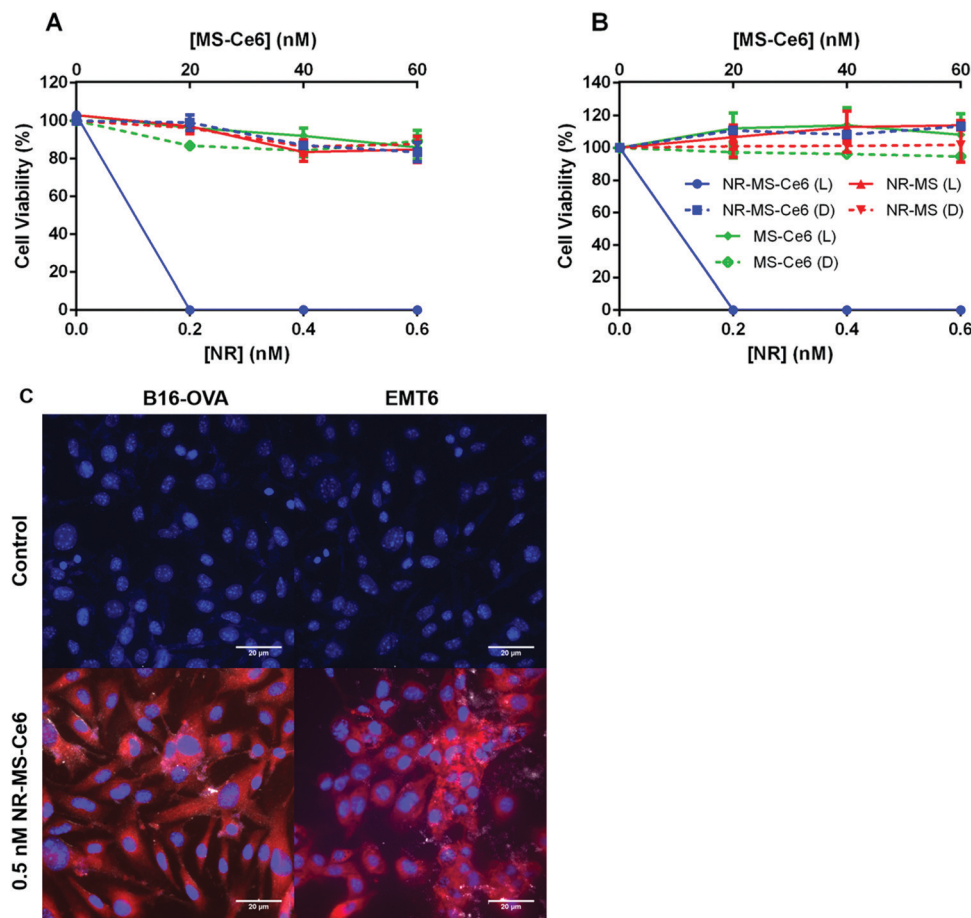 A
[MS-Ce6] (nM)
0 20 40 60
120
100
80
60
40
20
0
Cell Viability (%)
0.0 0.2 0.4 0.6
[NR] (nM)
B
[MS-Ce6] (nM)
0 20 40 60
140
120
100
80
60
40
20
0
Cell Viability (%)
NR-MS-Ce6 (L) NR-MS (L)
NR-MS-Ce6 (D) NR-MS (D)
MS-Ce6 (L)
MS-Ce6 (D)
0.0 0.2 0.4 0.6
[NR] (nM)
C
B16-OVA EMT6
Control
20 µm 20 µm
0.5 nM NR-MS-Ce6
20 µm 20 µm